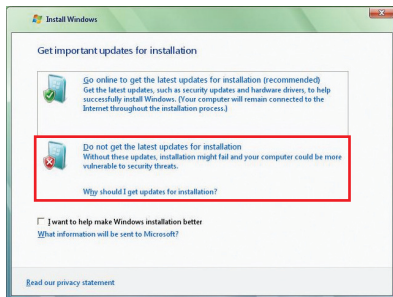 Install Windows
Get important updates for installation
Go online to get the latest updates for installation (recommended)
Get the latest updates, such as security updates and hardware drivers, to help
successfully install Windows. (Your computer will remain connected to the
Internet throughout the installation process.)
Do not get the latest updates for installation
Without these updates, installation might fail and your computer could be more
vulnerable to security threats.
Why should I get updates for installation?
I want to help make Windows installation better
What information will be sent to Microsoft?
Read our privacy statement